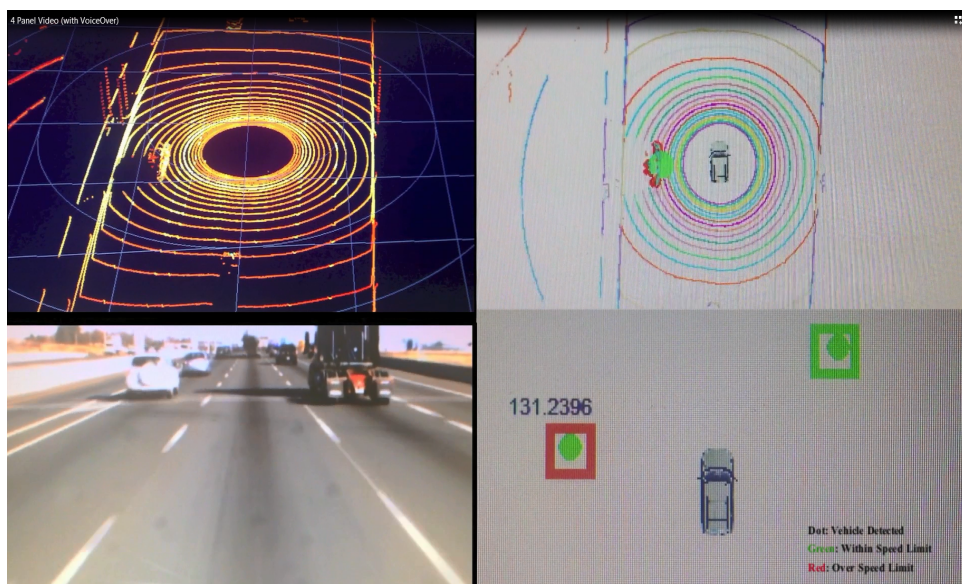 4 Panel Video (with VoiceOver)
131.2396
Dot: Vehicle Detected
Green: Within Speed Limit
Red: Over Speed Limit